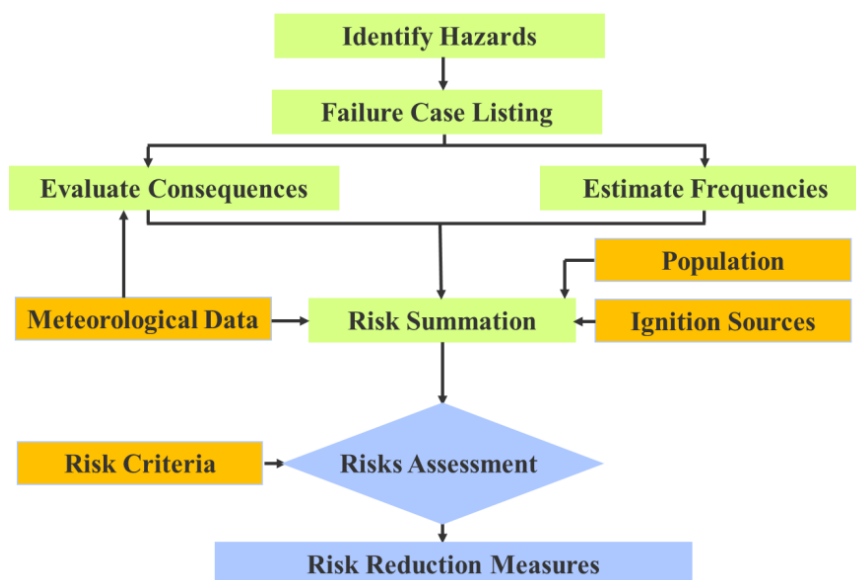 Identify Hazards
Failure Case Listing
Evaluate Consequences
Estimate Frequencies
Population
Meteorological Data
Risk Summation
Ignition Sources
Risk Criteria
Risks Assessment
Risk Reduction Measures